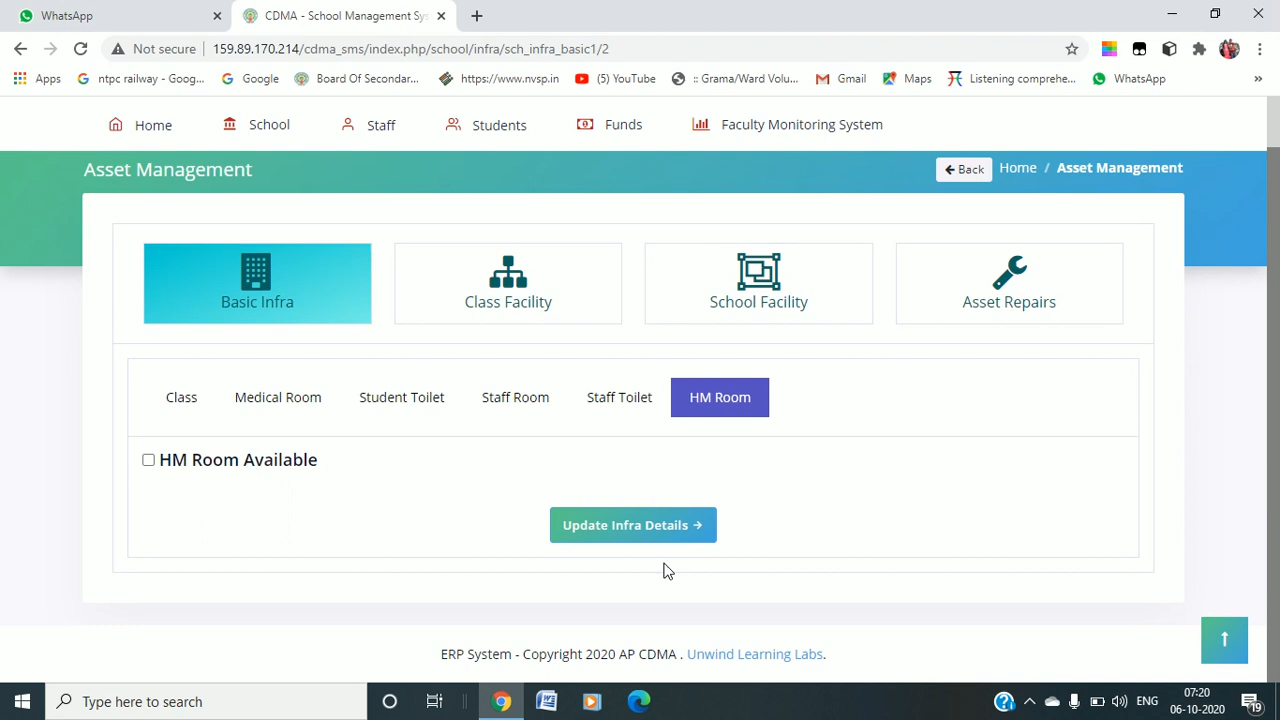 WhatsApp
CDMA - School Management Sys
Not secure
159.89.170.214/cdma_sms/index.php/school/infra/sch_infra_basic1/2
Apps
ntpc railway - Goog...
Google
Board Of Secondar...
https://www.nvsp.in
(5) YouTube
:: Grama/Ward Volu...
Gmail
Maps
Listening comprehe...
WhatsApp
»
Home
School
Staff
Students
Funds
Faculty Monitoring System
Asset Management
Back
Home / Asset Management
Basic Infra
Class Facility
School Facility
Asset Repairs
Class
Medical Room
Student Toilet
Staff Room
Staff Toilet
HM Room
HM Room Available
Update Infra Details →
ERP System - Copyright 2020 AP CDMA . Unwind Learning Labs.
Type here to search
ENG
07:20
06-10-2020
19